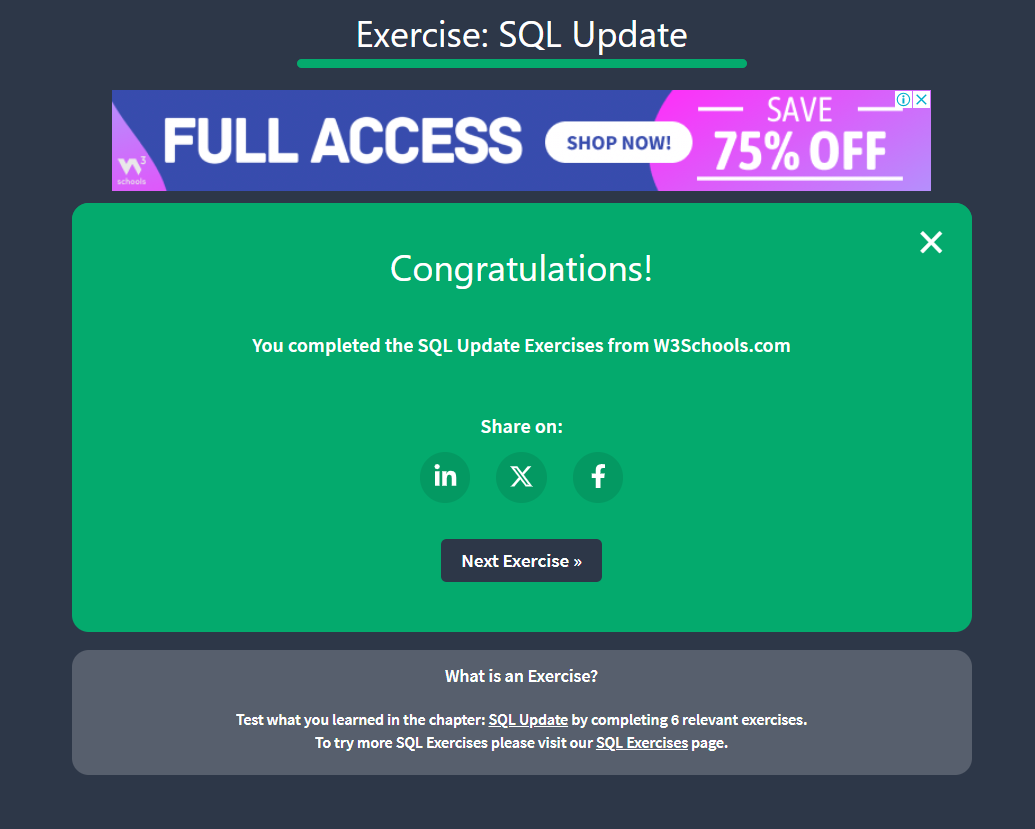 Exercise: SQL Update
W3
schools
FULL ACCESS
SHOP NOW!
SAVE
75% OFF
Congratulations!
You completed the SQL Update Exercises from W3Schools.com
Share on:
in X f
Next Exercise »
What is an Exercise?
Test what you learned in the chapter: SQL Update by completing 6 relevant exercises.
To try more SQL Exercises please visit our SQL Exercises page.